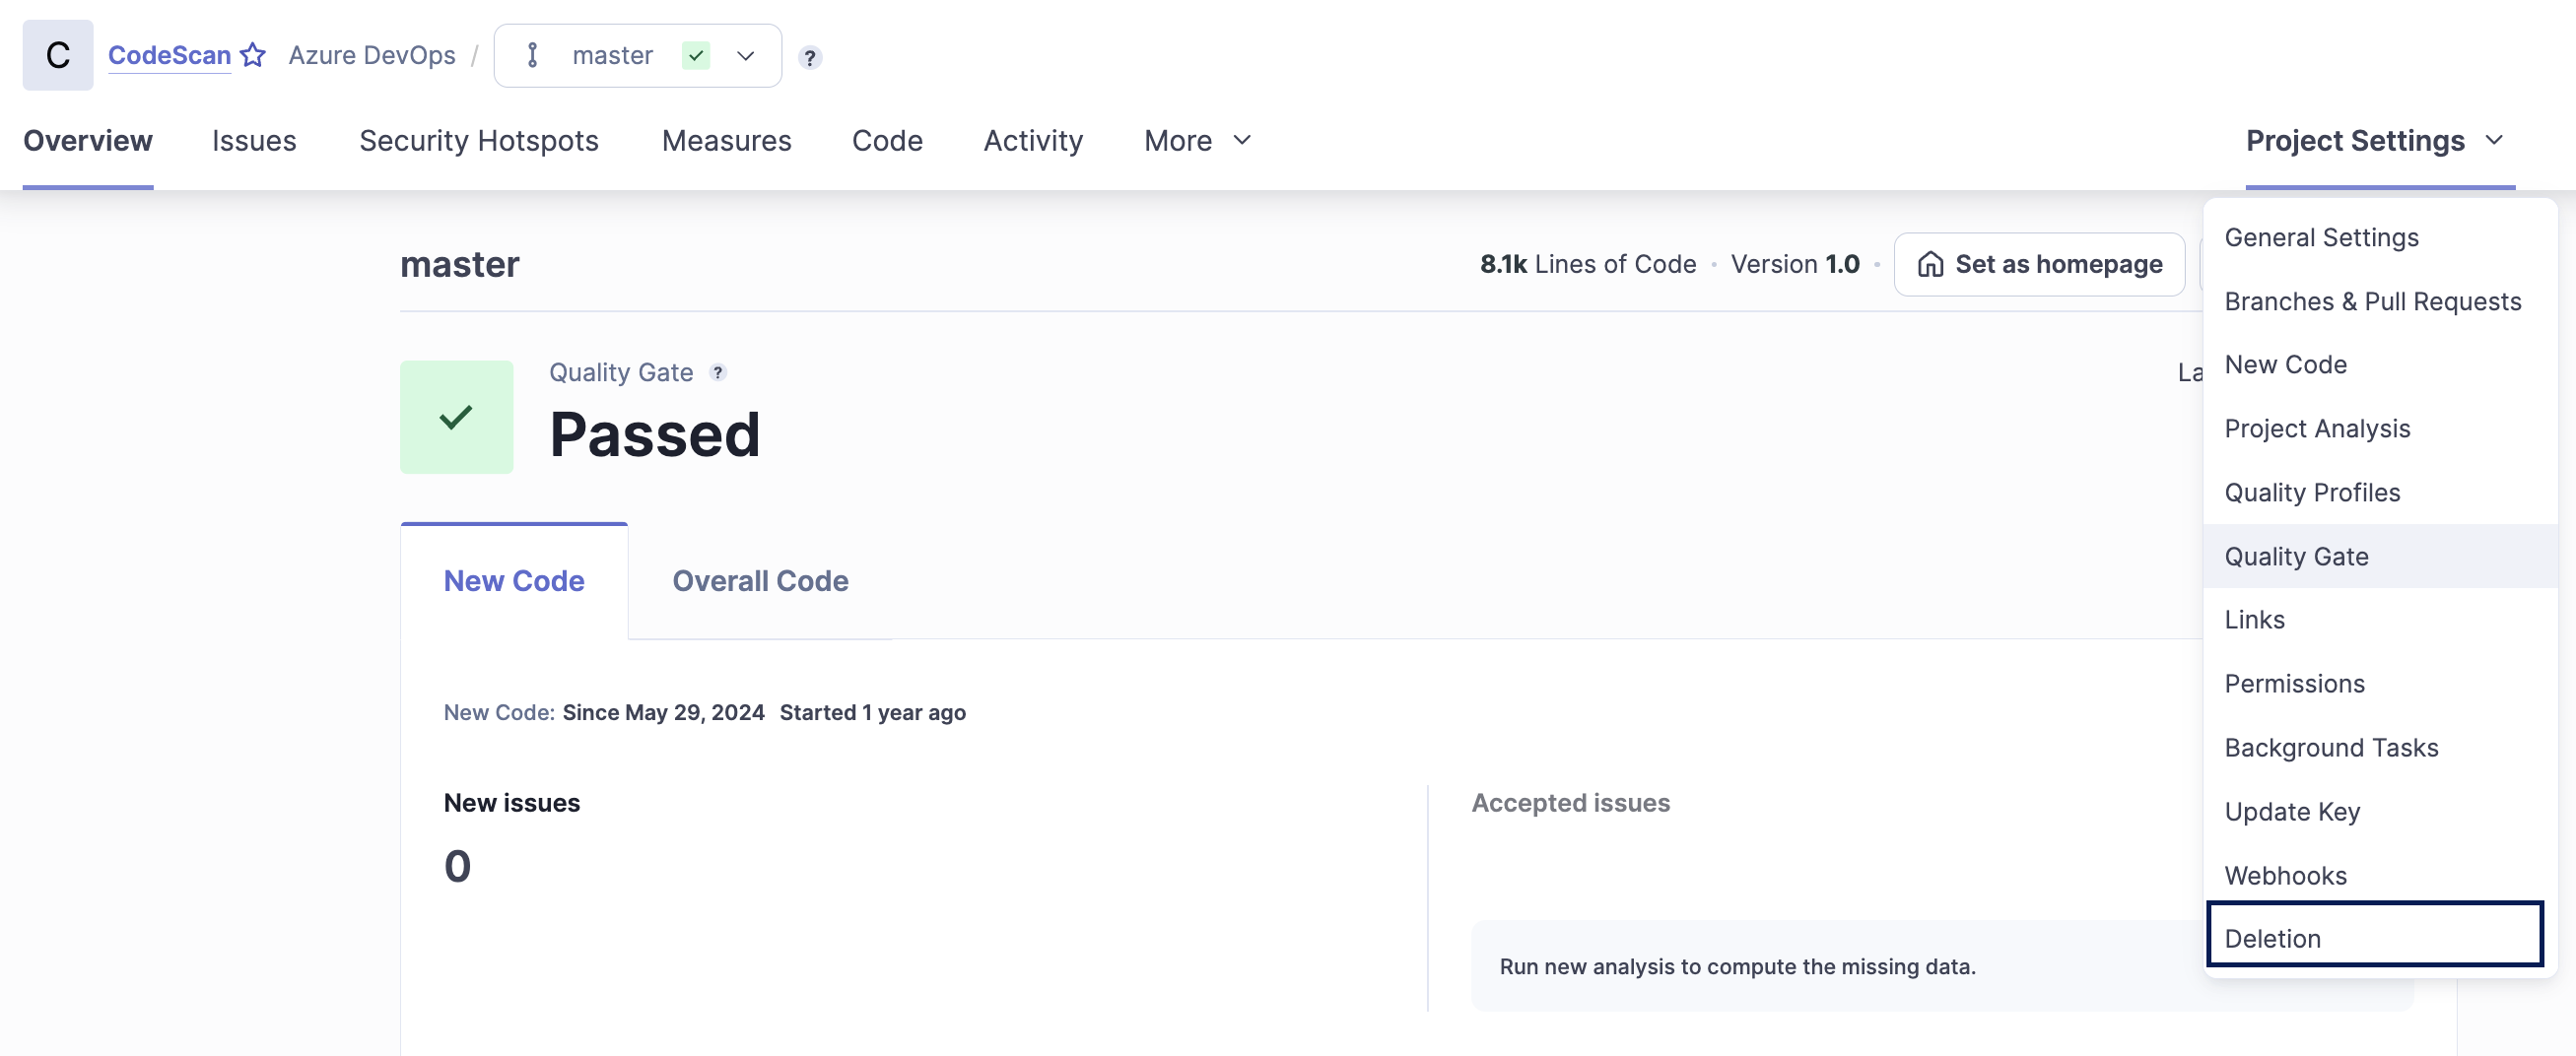 C CodeScan Azure DevOps / master ?
Overview Issues Security Hotspots Measures Code Activity More Project Settings
master 8.1k Lines of Code • Version 1.0 • Set as homepage
Quality Gate ?
Passed
New Code Overall Code
New Code: Since May 29, 2024 Started 1 year ago
New issues
0
Accepted issues
Run new analysis to compute the missing data.
General Settings
Branches & Pull Requests
New Code
Project Analysis
Quality Profiles
Quality Gate
Links
Permissions
Background Tasks
Update Key
Webhooks
Deletion